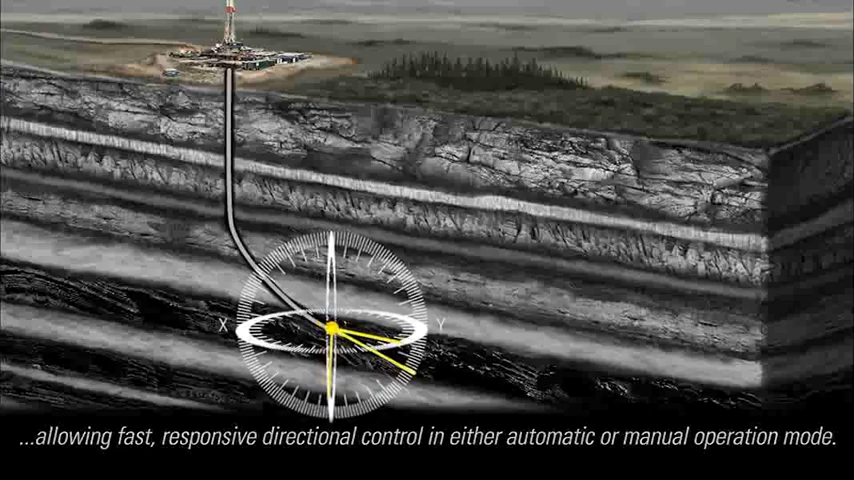 X Y
...allowing fast, responsive directional control in either automatic or manual operation mode.